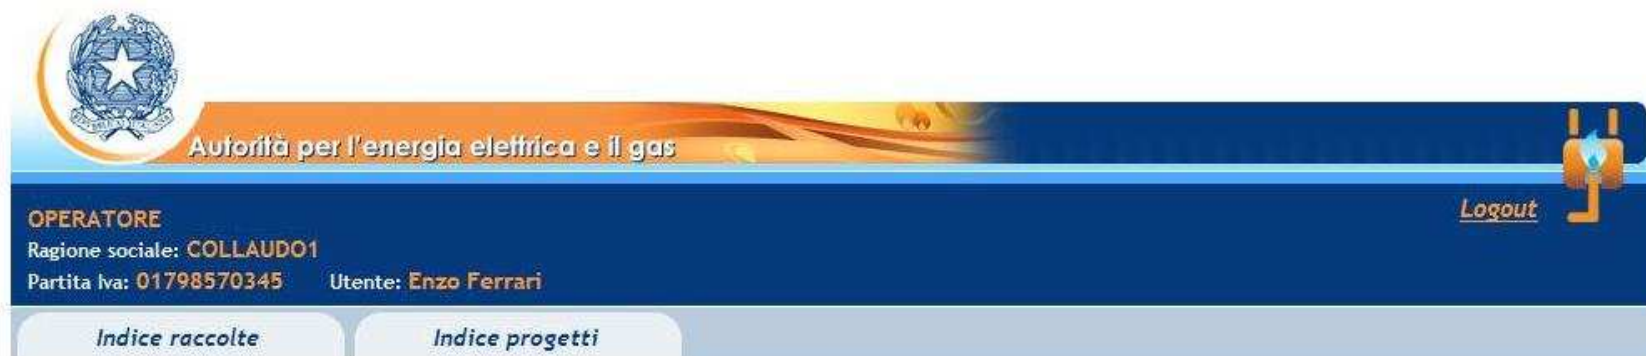 Autorità per l'energia elettrica e il gas
Logout
OPERATORE
Ragione sociale: COLLAUDO1
Partita Iva: 01798570345 Utente: Enzo Ferrari
Indice raccolte Indice progetti